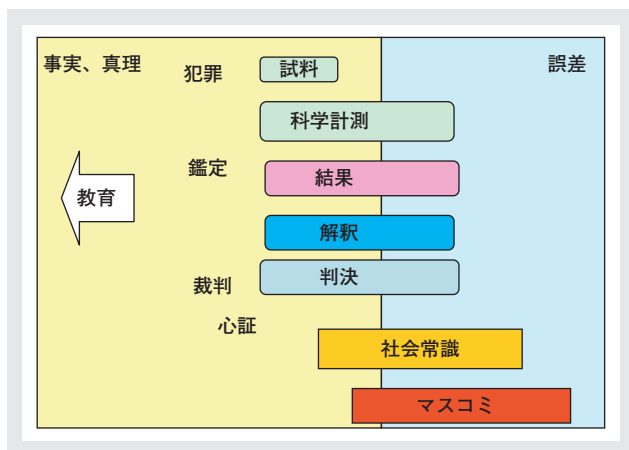 事実、真理
誤差
犯罪
試料
科学計測
鑑定
結果
教育
解釈
裁判
判決
心証
社会常識
マスコミ